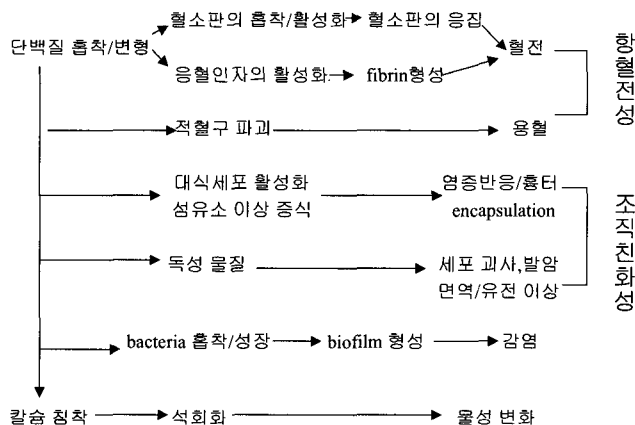 혈소판의 흡착/활성화 혈소판의 응집
단백질 흡착/변형 혈전
응혈인자의 활성화 fibrin형성
적혈구 파괴 용혈
항혈전성
대식세포 활성화 염증반응/흉터
섬유소 이상 증식 encapsulation
독성 물질 세포 괴사,발암
면역/유전 이상
조직친화성
bacteria 흡착/성장 biofilm 형성 감염
칼슘 침착 석회화 물성 변화